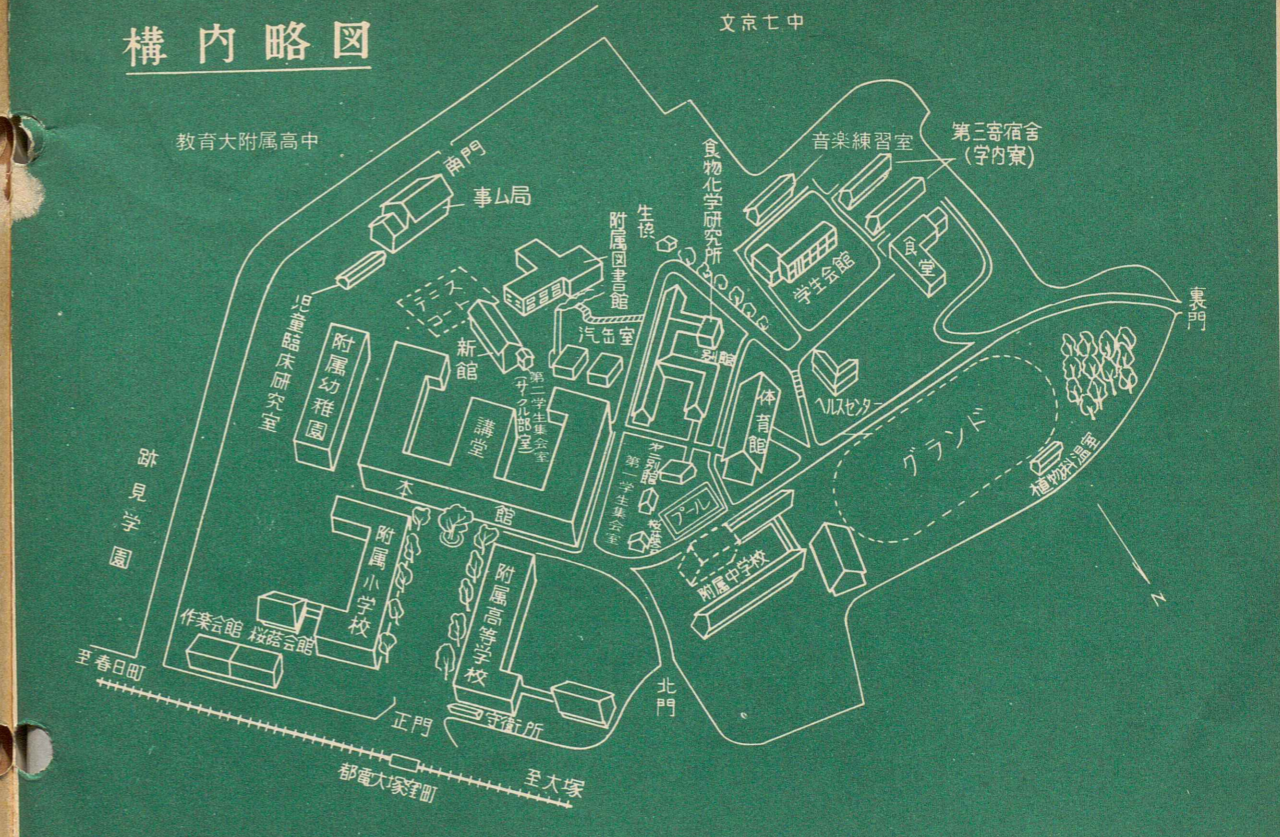 構内略図
文京七中
教育大附属高中
南門
事ム局
児童臨床研究室
テニスコート
附属図書館
生協
食物化学研究所
音楽練習室
第三寄宿舎
(学内寮)
学生会館
食堂
裏門
新館
汽缶室
第二学生集会室
(サークル部室)
別館
体育館
ヘルスセンター
グランド
植物科温室
附属幼稚園
講堂
本館
第二別館
第一学生集会室
プール
附属中学校
跡見学園
附属小学校
附属高等学校
作楽会館
桜蔭会館
至春日町
正門
守衛所
北門
都電大塚窪町
至大塚
N